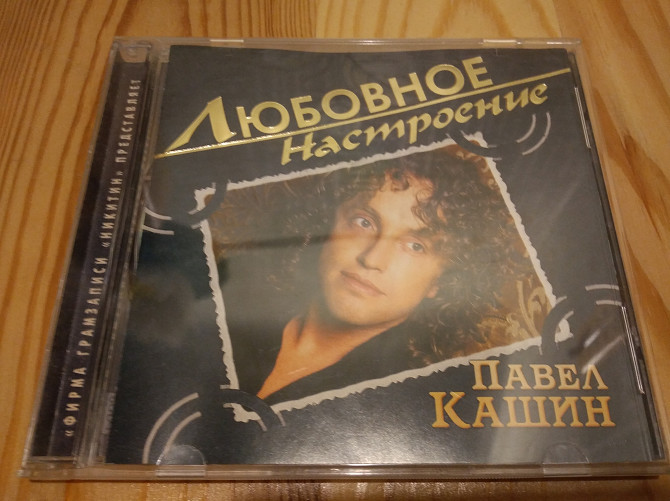 ЛЮБОВНОЕ
Настроение
ПАВЕЛ
КАШИН
«ФИРМА ГРАМЗАПИСИ «НИКИТИН» ПРЕДСТАВЛЯЕТ